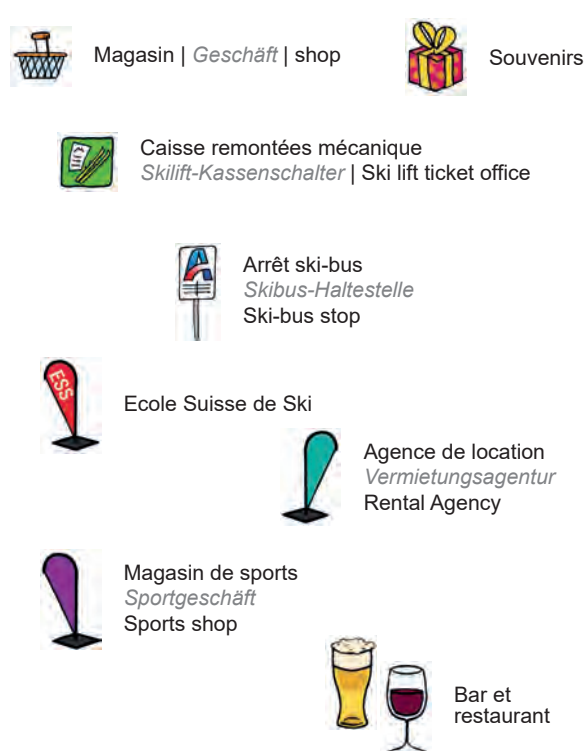 Magasin | Geschäft | shop
Souvenirs
Caisse remontées mécanique
Skilift-Kassenschalter | Ski lift ticket office
A
Arrêt ski-bus
Skibus-Haltestelle
Ski-bus stop
ESS
Ecole Suisse de Ski
Agence de location
Vermietungsagentur
Rental Agency
Magasin de sports
Sportgeschäft
Sports shop
Bar et
restaurant